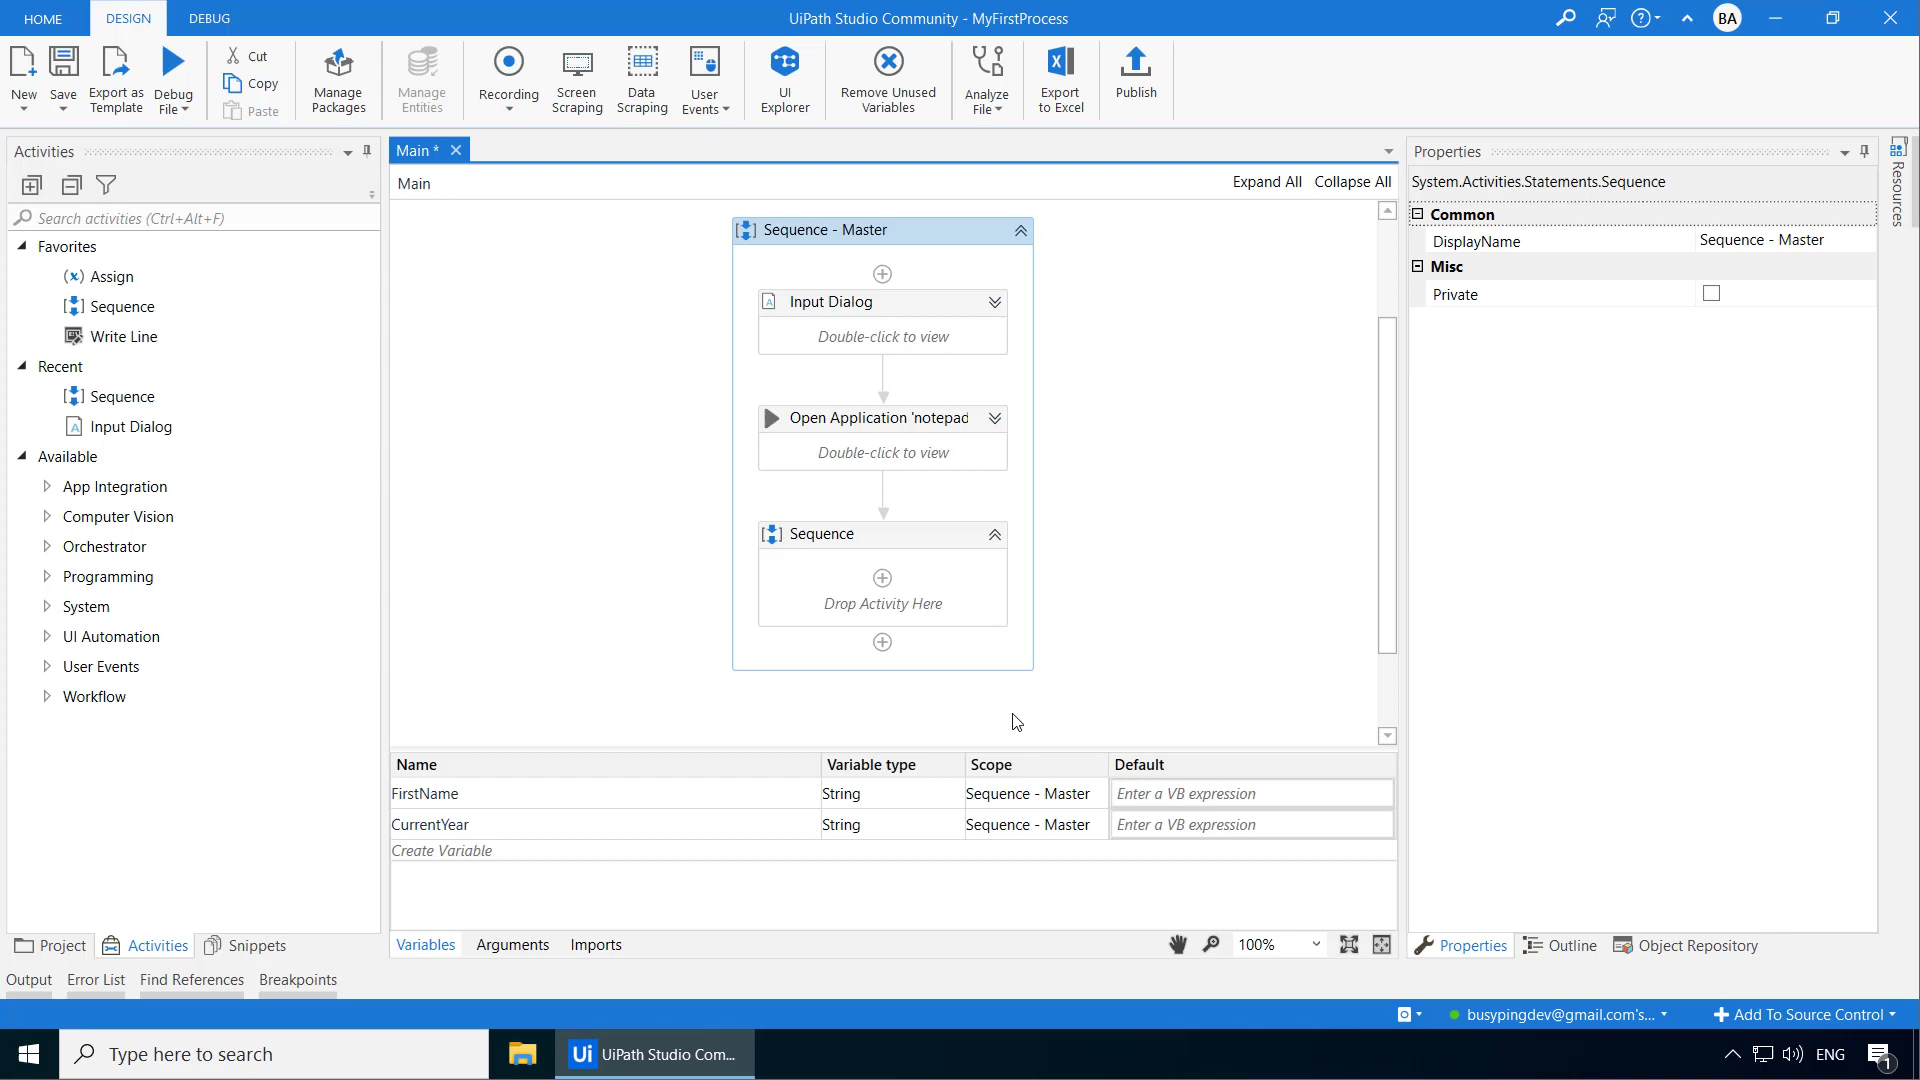 HOME DESIGN DEBUG
UiPath Studio Community - MyFirstProcess
BA
New
Save
Export as Template
Debug File
Cut
Copy
Paste
Manage Packages
Manage Entities
Recording
Screen Scraping
Data Scraping
User Events
UI Explorer
Remove Unused Variables
Analyze File
Export to Excel
Publish
Activities
Search activities (Ctrl+Alt+F)
Favorites
Assign
Sequence
Write Line
Recent
Sequence
Input Dialog
Available
App Integration
Computer Vision
Orchestrator
Programming
System
UI Automation
User Events
Workflow
Project Activities Snippets
Main *
Main
Expand All Collapse All
Sequence - Master
Input Dialog
Double-click to view
Open Application 'notepad
Double-click to view
Sequence
Drop Activity Here
Name Variable type Scope Default
FirstName String Sequence - Master Enter a VB expression
CurrentYear String Sequence - Master Enter a VB expression
Create Variable
Variables Arguments Imports
100%
Properties
System.Activities.Statements.Sequence
Common
DisplayName Sequence - Master
Misc
Private
Properties Outline Object Repository
Resources
Output Error List Find References Breakpoints
busypingdev@gmail.com's...
Add To Source Control
Type here to search
Ui UiPath Studio Com...
ENG
1